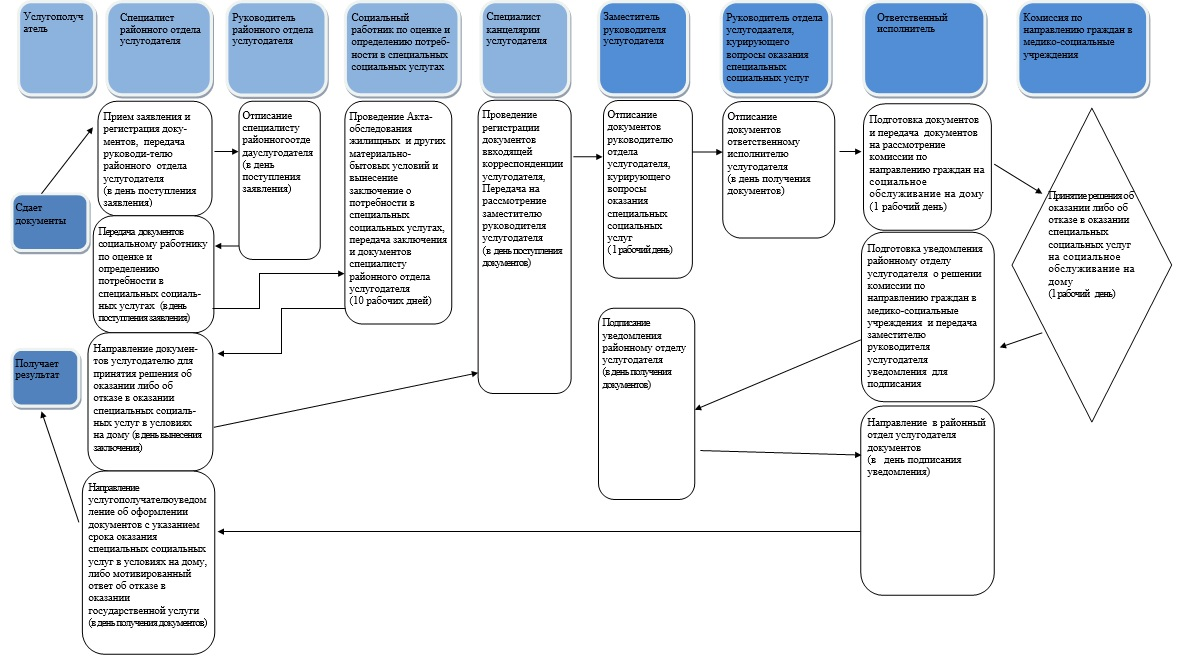 Услугополуч
атель
Специалист
районного отдела
услугодателя
Руководитель
районного отдела
услугодателя
Социальный
работник по оценке и
определению потреб-
ности в специальных
социальных услугах
Специалист
канцелярии
услугодателя
Заместитель
руководителя
услугодателя
Руководитель отдела
услугодаателя,
курирующего
вопросы оказания
специальных
социальных услуг
Ответственный
исполнитель
Комиссия по
направлению граждан в
медико-социальные
учреждения
Сдает
документы
Получает
результат
Прием заявления и
регистрация доку-
ментов, передача
руководи-телю
районного отдела
услугодателя
(в день поступления
заявления)
Передача документов
социальному работнику
по оценке и
определению
потребности в
специальных социаль-
ных услугах (в день
поступления заявления)
Направление докумен-
тов услугодателю для
принятия решения об
оказании либо об
отказе в оказании
специальных социаль-
ных услуг в условиях
на дому (в день вынесения
заключения)
Направление
услугополучателюуведом
ление об оформлении
документов с указанием
срока оказания
специальных социальных
услуг в условиях на дому,
либо мотивированный
ответ об отказе в
оказании
государственной услуги
(в день получения документов)
Отписание
специалисту
районногоотде
лауслугодателя
(в день
поступления
заявления)
Проведение Акта-
обследования
жилищных и других
материально-
бытовых условий и
вынесение
заключение о
потребности в
специальных
социальных услугах,
передача заключения
и документов
специалисту
районного отдела
услугодателя
(10 рабочих дней)
Проведение
регистрации
документов
входящей
корреспонденции
услугодателя,
Передача на
рассмотрение
заместителю
руководителя
услугодателя
(в день поступления
документов)
Отписание
документов
руководителю
отдела
услугодателя,
курирующего
вопросы
оказания
специальных
социальных
услуг
(1 рабочий день)
Подписание
уведомления
районному отделу
услугодателя
(в день получения
документов)
Отписание
документов
ответственному
исполнителю
услугодателя
(в день получения
документов)
Подготовка документов
и передача документов
на рассмотрение
комиссии по
направлению граждан на
социальное
обслуживание на дому
(1 рабочий день)
Подготовка уведомления
районному отделу
услугодателя о решении
комиссии по
направлению граждан в
медико-социальные
учреждения и передача
заместителю
руководителя
услугодателя
уведомления для
подписания
Направление в районный
отдел услугодателя
документов
(в день подписания
уведомления)
Принятие решения об
оказании либо об
отказе в оказании
специальных
социальных услуг
на социальное
обслуживание на
дому
(1 рабочий день)